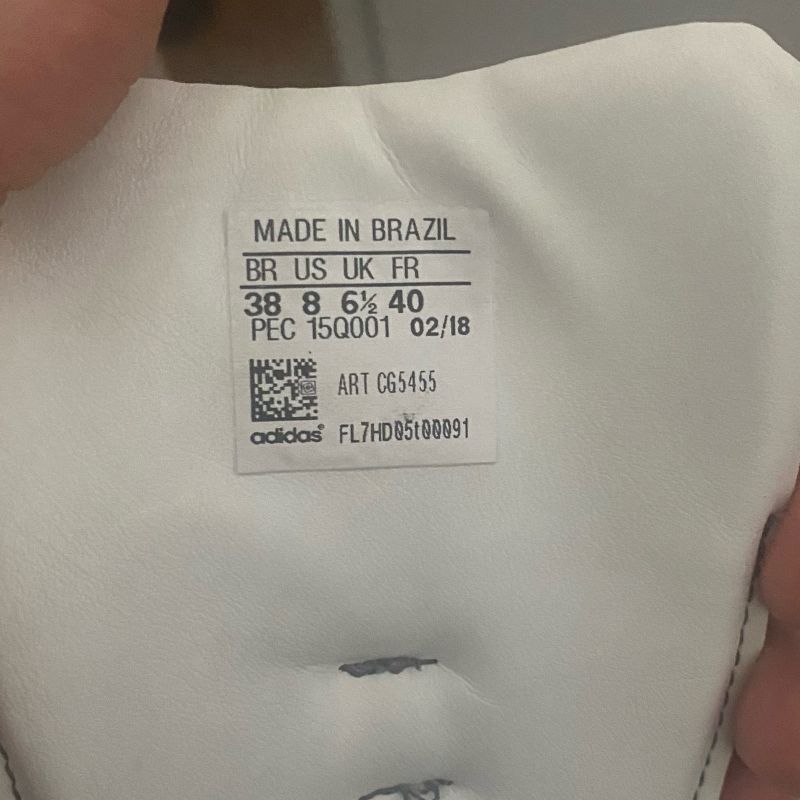 MADE IN BRAZIL
BR US UK FR
38 8 6½ 40
PEC 15Q001 02/18
ART CG5455
adidas® FL7HD05t00091